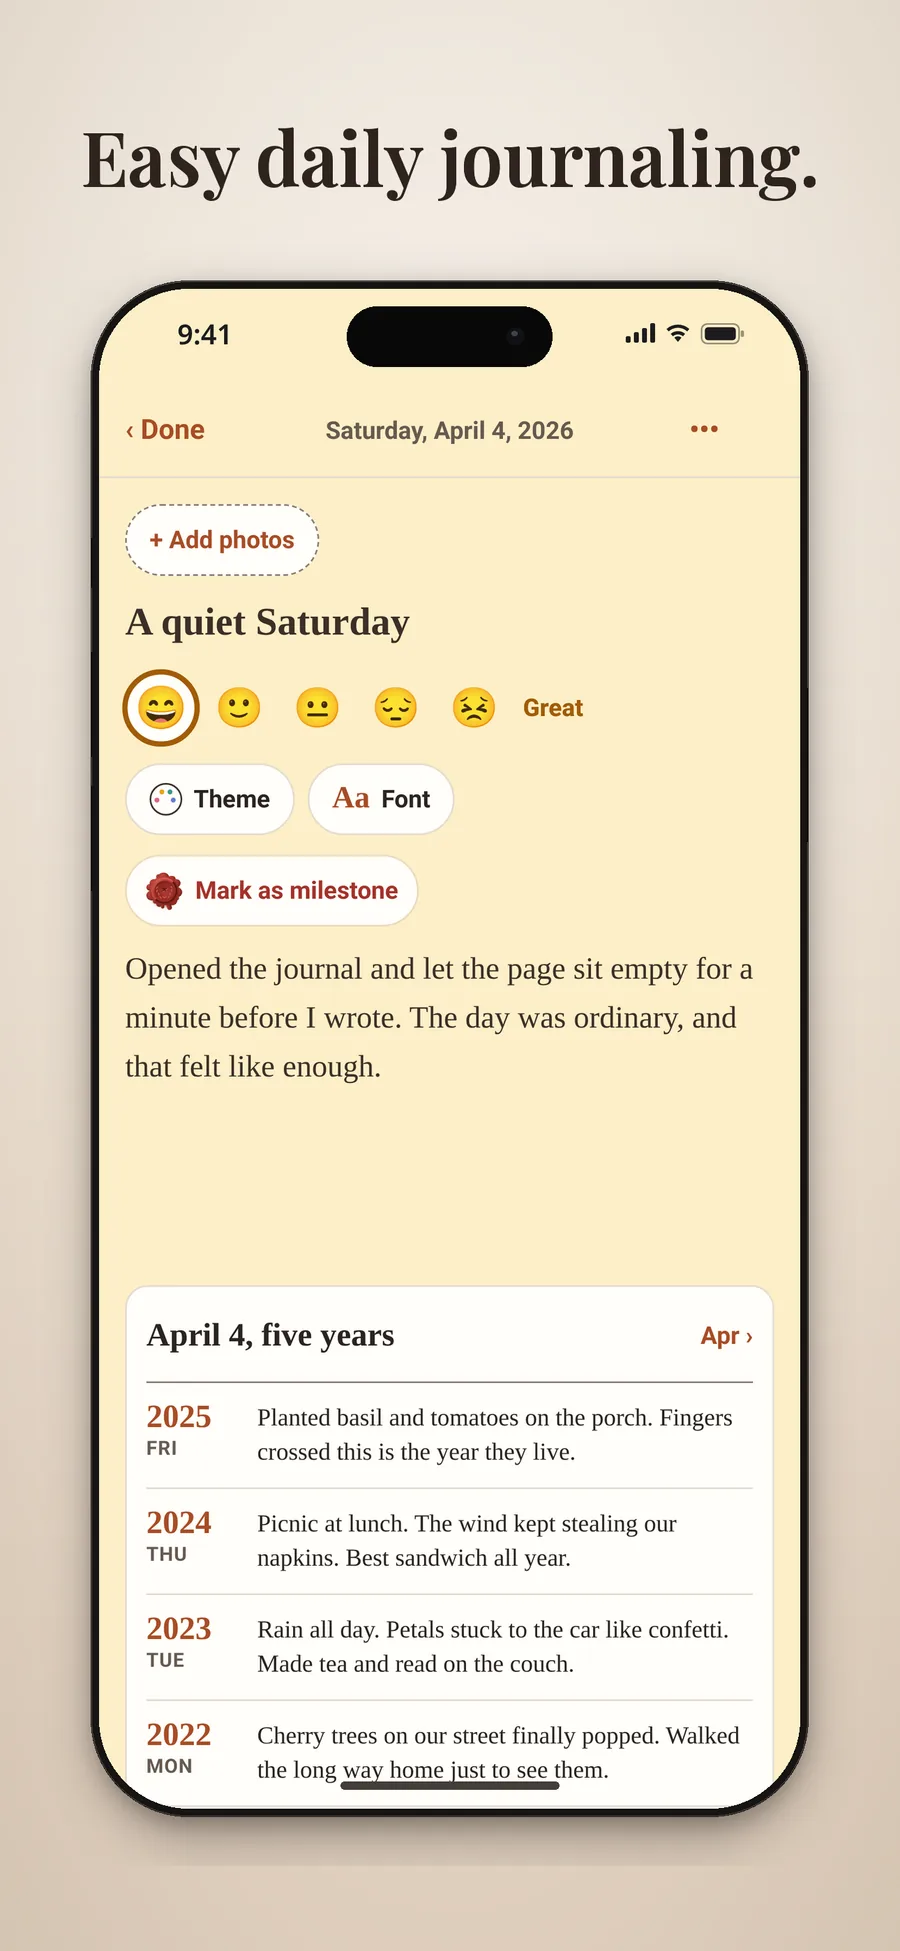 Easy daily journaling.
9:41
‹ Done
Saturday, April 4, 2026
•••
+ Add photos
A quiet Saturday
Great
Theme
Aa Font
Mark as milestone
Opened the journal and let the page sit empty for a
minute before I wrote. The day was ordinary, and
that felt like enough.
April 4, five years
Apr ›
2025
FRI
Planted basil and tomatoes on the porch. Fingers
crossed this is the year they live.
2024
THU
Picnic at lunch. The wind kept stealing our
napkins. Best sandwich all year.
2023
TUE
Rain all day. Petals stuck to the car like confetti.
Made tea and read on the couch.
2022
MON
Cherry trees on our street finally popped. Walked
the long way home just to see them.